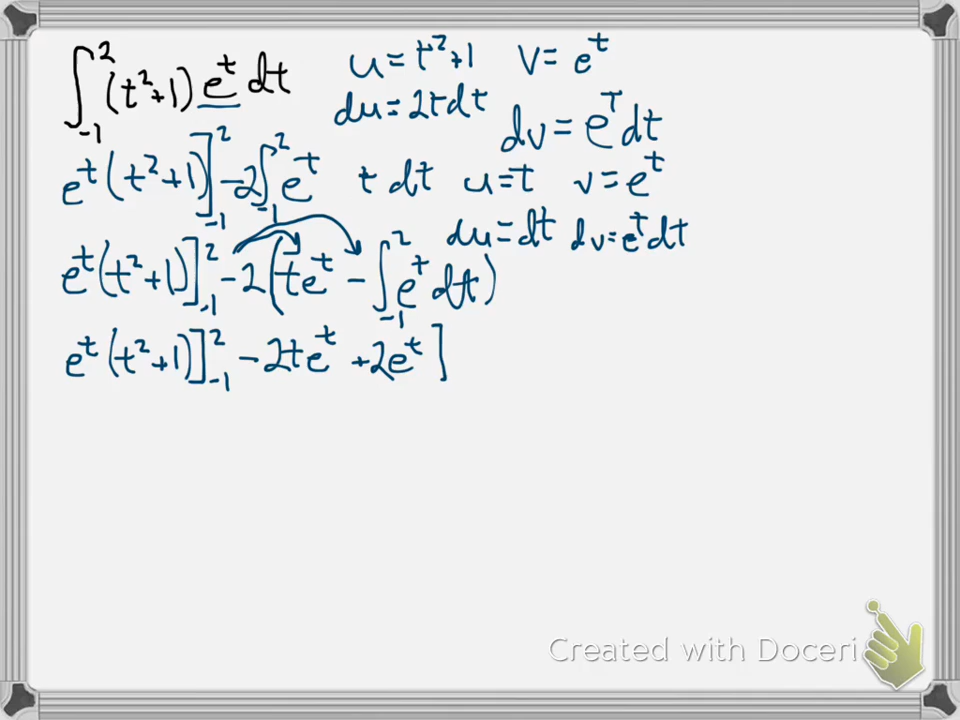 ∫_{-1}^{2} (t²+1) e^t dt   u = t²+1   v = e^t
du = 2t dt   dv = e^t dt
e^t (t²+1)]_{-1}^{2} - 2∫_{-1}^{2} e^t t dt   u = t   v = e^t
du = dt   dv = e^t dt
e^t (t²+1)]_{-1}^{2} - 2(te^t - ∫_{-1}^{2} e^t dt)
e^t (t²+1)]_{-1}^{2} - 2te^t + 2e^t]
Created with Doceri